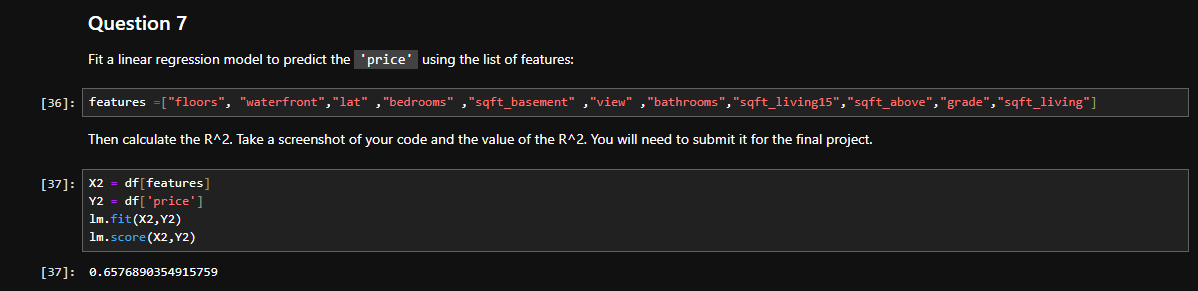 Question 7
Fit a linear regression model to predict the 'price' using the list of features:
[36]: features =["floors", "waterfront","lat" ,"bedrooms" ,"sqft_basement" ,"view" ,"bathrooms","sqft_living15","sqft_above","grade","sqft_living"]
Then calculate the R^2. Take a screenshot of your code and the value of the R^2. You will need to submit it for the final project.
[37]: X2 = df[features]
Y2 = df['price']
lm.fit(X2,Y2)
lm.score(X2,Y2)
[37]: 0.6576890354915759